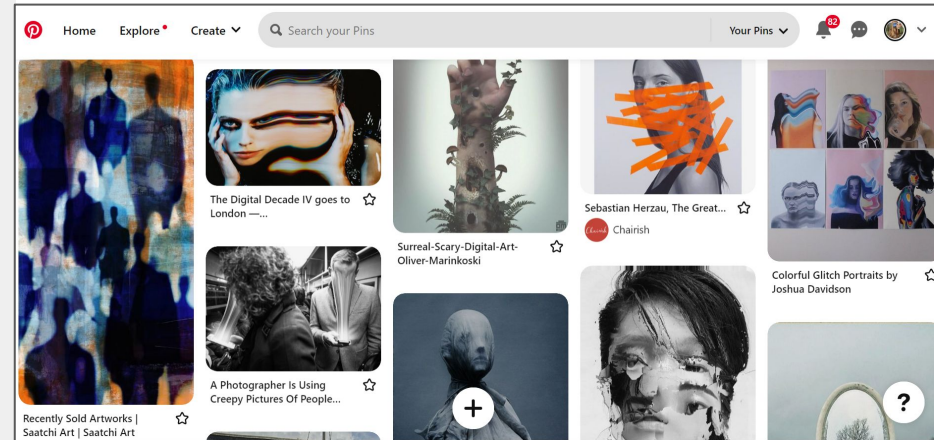 Home
Explore
Create
Search your Pins
Your Pins
82
The Digital Decade IV goes to
London —...
Surreal-Scary-Digital-Art-
Oliver-Marinkoski
Sebastian Herzau, The Great...
Chairish
Chairish
Colorful Glitch Portraits by
Joshua Davidson
A Photographer Is Using
Creepy Pictures Of People...
Recently Sold Artworks |
Saatchi Art | Saatchi Art
+
?